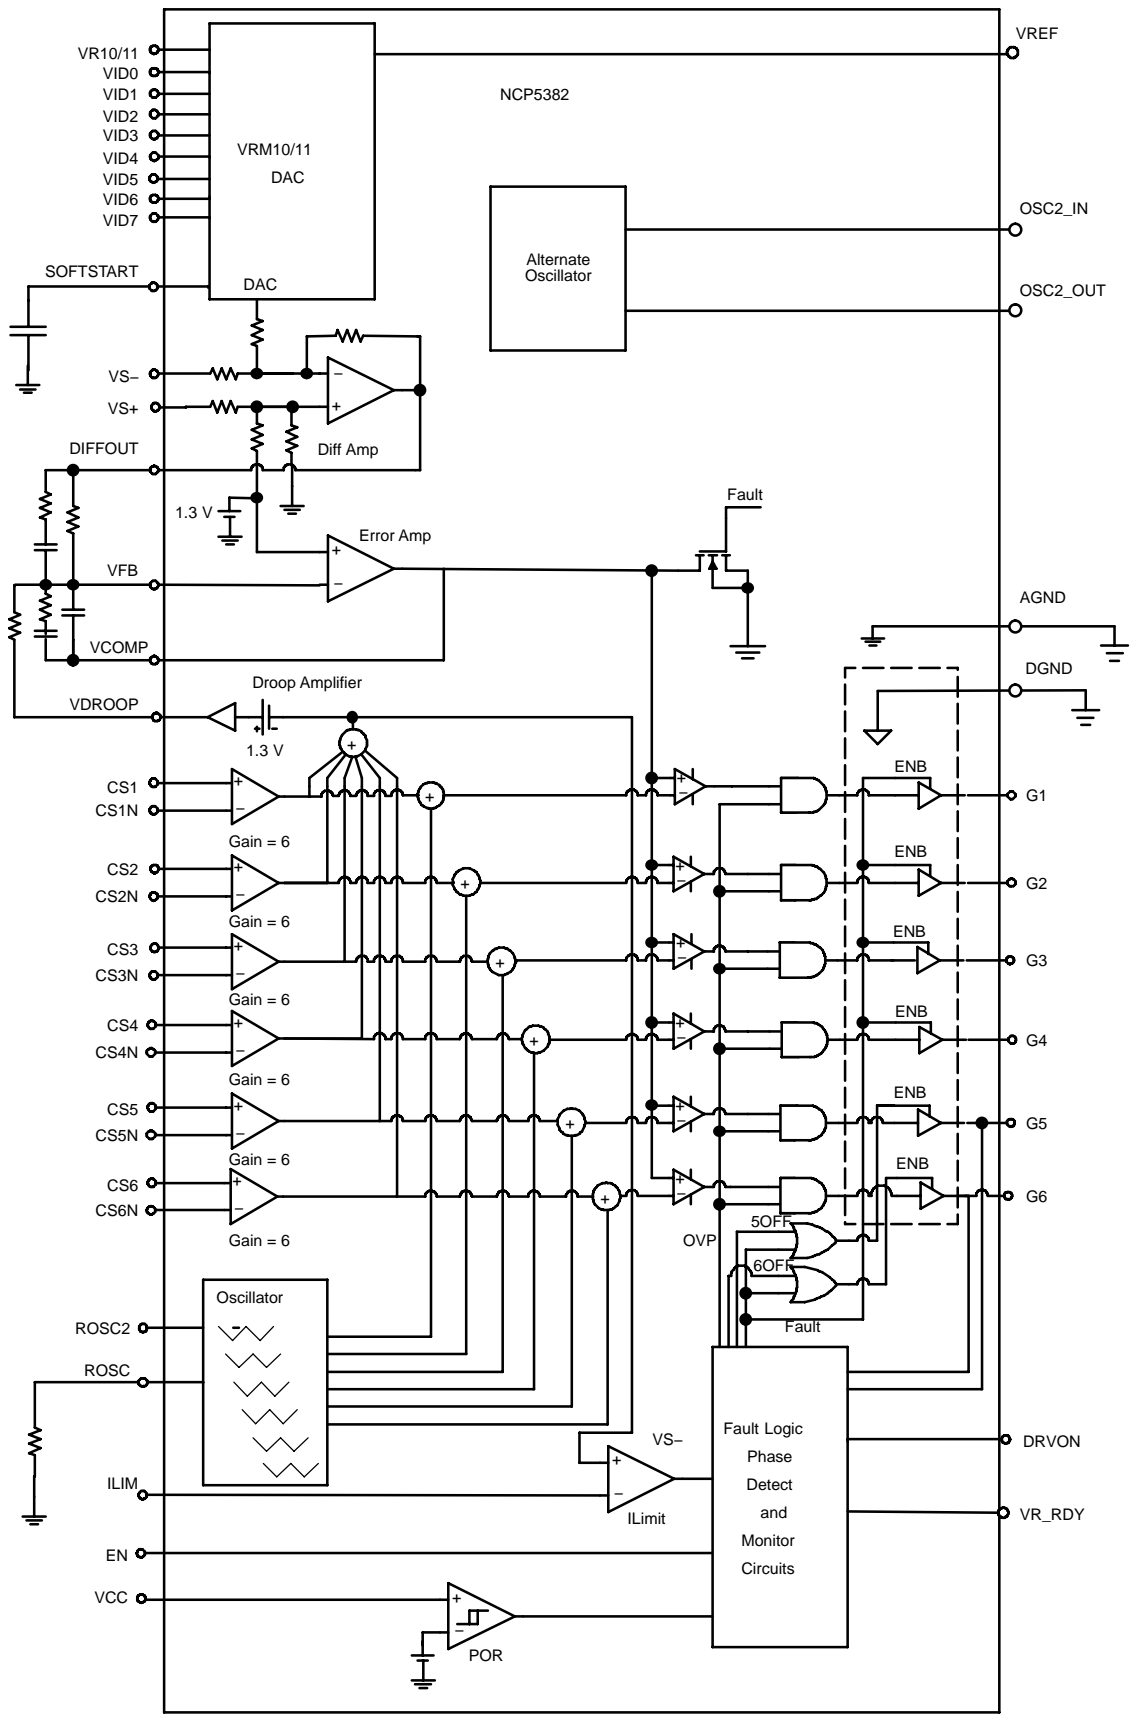 VR10/11
VID0
VID1
VID2
VID3
VID4
VID5
VID6
VID7
VRM10/11
DAC
NCP5382
VREF
OSC2_IN
Alternate
Oscillator
OSC2_OUT
SOFTSTART
DAC
VS–
–
VS+
+
Diff Amp
DIFFOUT
1.3 V
Error Amp
+
–
Fault
VFB
VCOMP
AGND
DGND
Droop Amplifier
VDROOP
+ -
1.3 V
+
CS1
CS1N
+
–
Gain = 6
+
+
–
ENB
G1
CS2
CS2N
+
–
Gain = 6
+
+
–
ENB
G2
CS3
CS3N
+
–
Gain = 6
+
+
–
ENB
G3
CS4
CS4N
+
–
Gain = 6
+
+
–
ENB
G4
CS5
CS5N
+
–
Gain = 6
+
+
–
ENB
G5
CS6
CS6N
+
–
Gain = 6
+
+
–
ENB
G6
OVP
5OFF
6OFF
Fault
Oscillator
ROSC2
ROSC
VS–
+
–
ILimit
ILIM
Fault Logic
Phase
Detect
and
Monitor
Circuits
DRVON
VR_RDY
EN
VCC
+
–
POR